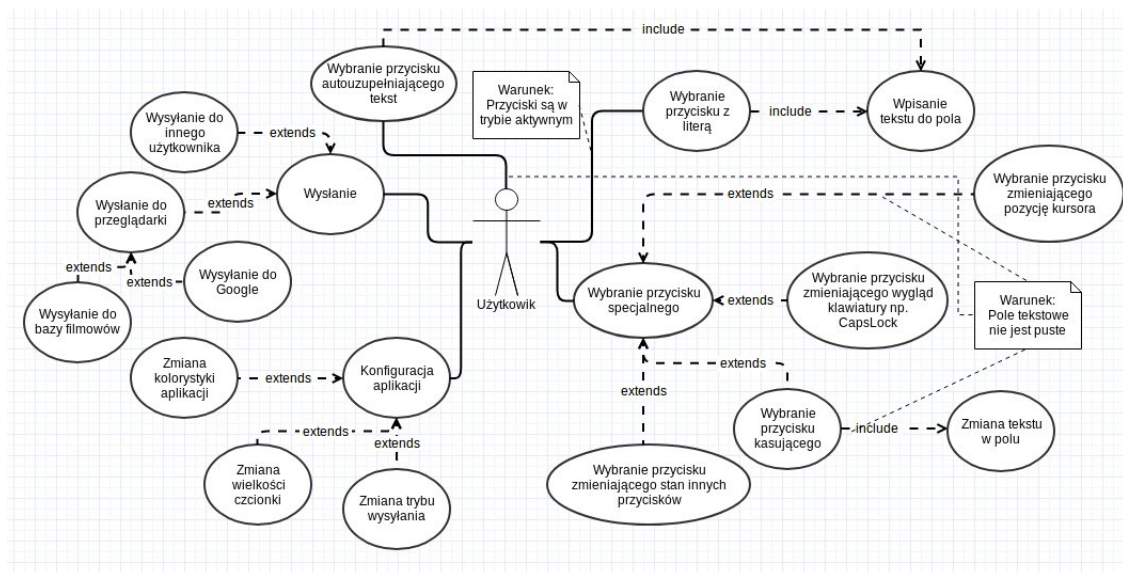 include
Wybranie przycisku
autouzupełniającego
tekst
Warunek:
Przyciski są w
trybie aktywnym
Wybranie
przycisku z
literą
include
Wpisanie
tekstu do pola
Wysyłanie do
innego
użytkownika
extends
Wysłanie
Wysłanie do
przeglądarki
extends
Wybranie przycisku
zmieniającego
pozycję kursora
extends
extends
extends
Wysyłanie do
Google
Wysyłanie do
bazy filmowów
Użytkowik
Wybranie przycisku
specjalnego
extends
Wybranie przycisku
zmieniającego wygląd
klawiatury np.
CapsLock
Warunek:
Pole tekstowe
nie jest puste
Zmiana
kolorystyki
aplikacji
extends
Konfiguracja
aplikacji
extends
extends
Wybranie
przycisku
kasującego
include
Zmiana tekstu
w polu
extends
extends
Zmiana
wielkości
czcionki
Zmiana trybu
wysyłania
Wybranie przycisku
zmieniającego stan innych
przycisków